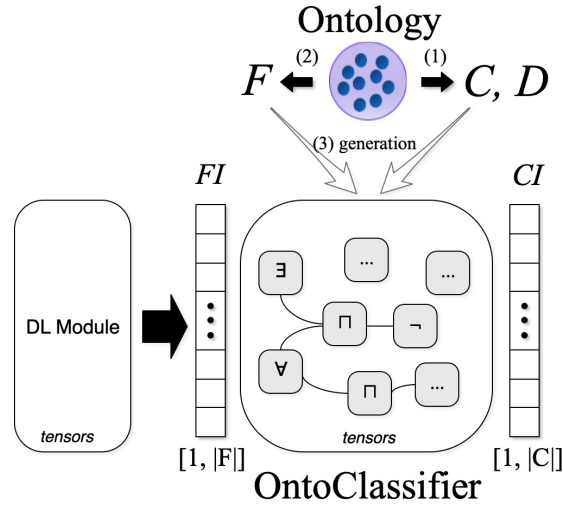 Ontology
F (2) (1) C, D
(3) generation
FI CI
DL Module
tensors
∃ ... ...
⊓ ¬
∀
⊓ ...
tensors
[1, |F|] [1, |C|]
OntoClassifier